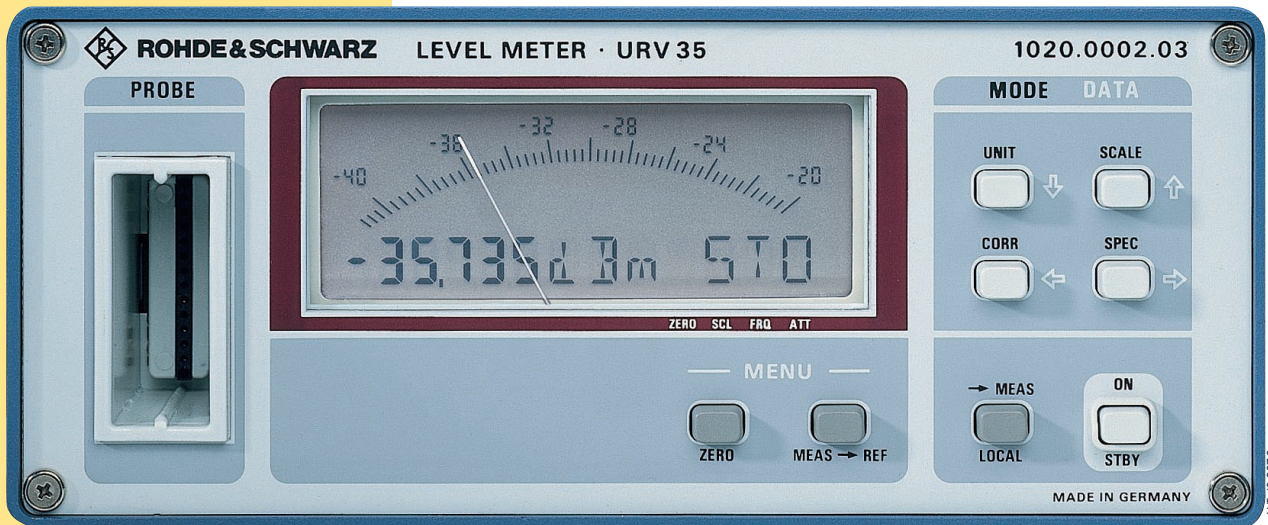 ROHDE&SCHWARZ LEVEL METER · URV 35 1020.0002.03
PROBE
-40 -36 -32 -28 -24 -20
-35,735dBm STO
ZERO SCL FRQ ATT
MENU
ZERO MEAS → REF
MODE DATA
UNIT SCALE
CORR SPEC
→ MEAS ON
LOCAL STBY
MADE IN GERMANY